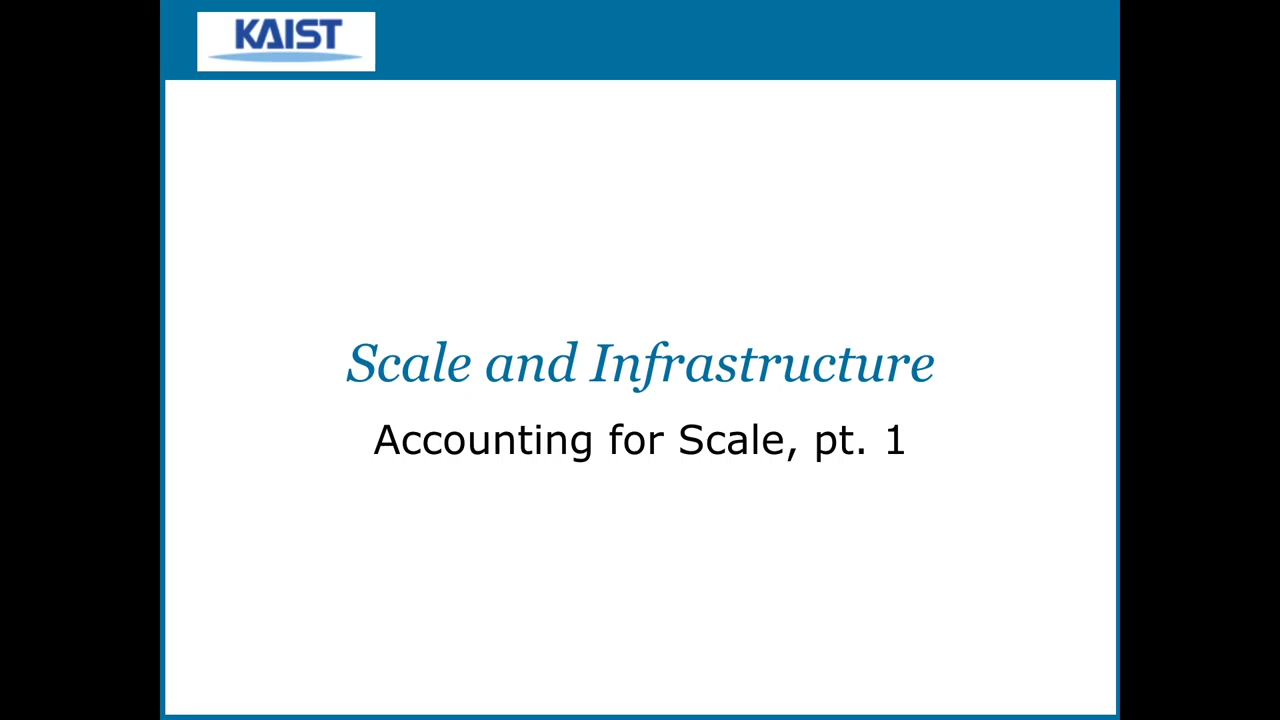 KAIST
Scale and Infrastructure
Accounting for Scale, pt. 1